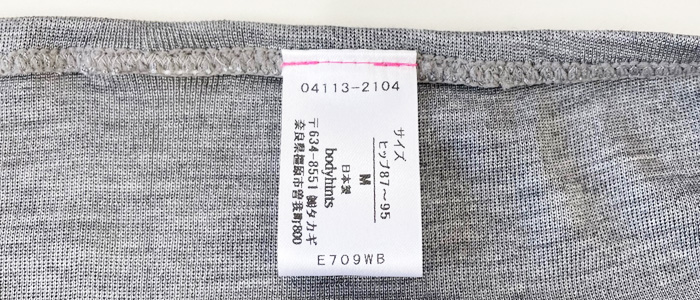 04113-2104
サイズ
ヒップ87～95
M
日本製
bodyhints
〒634-8551 ㈱タカギ
奈良県橿原市曽我町800
E709WB